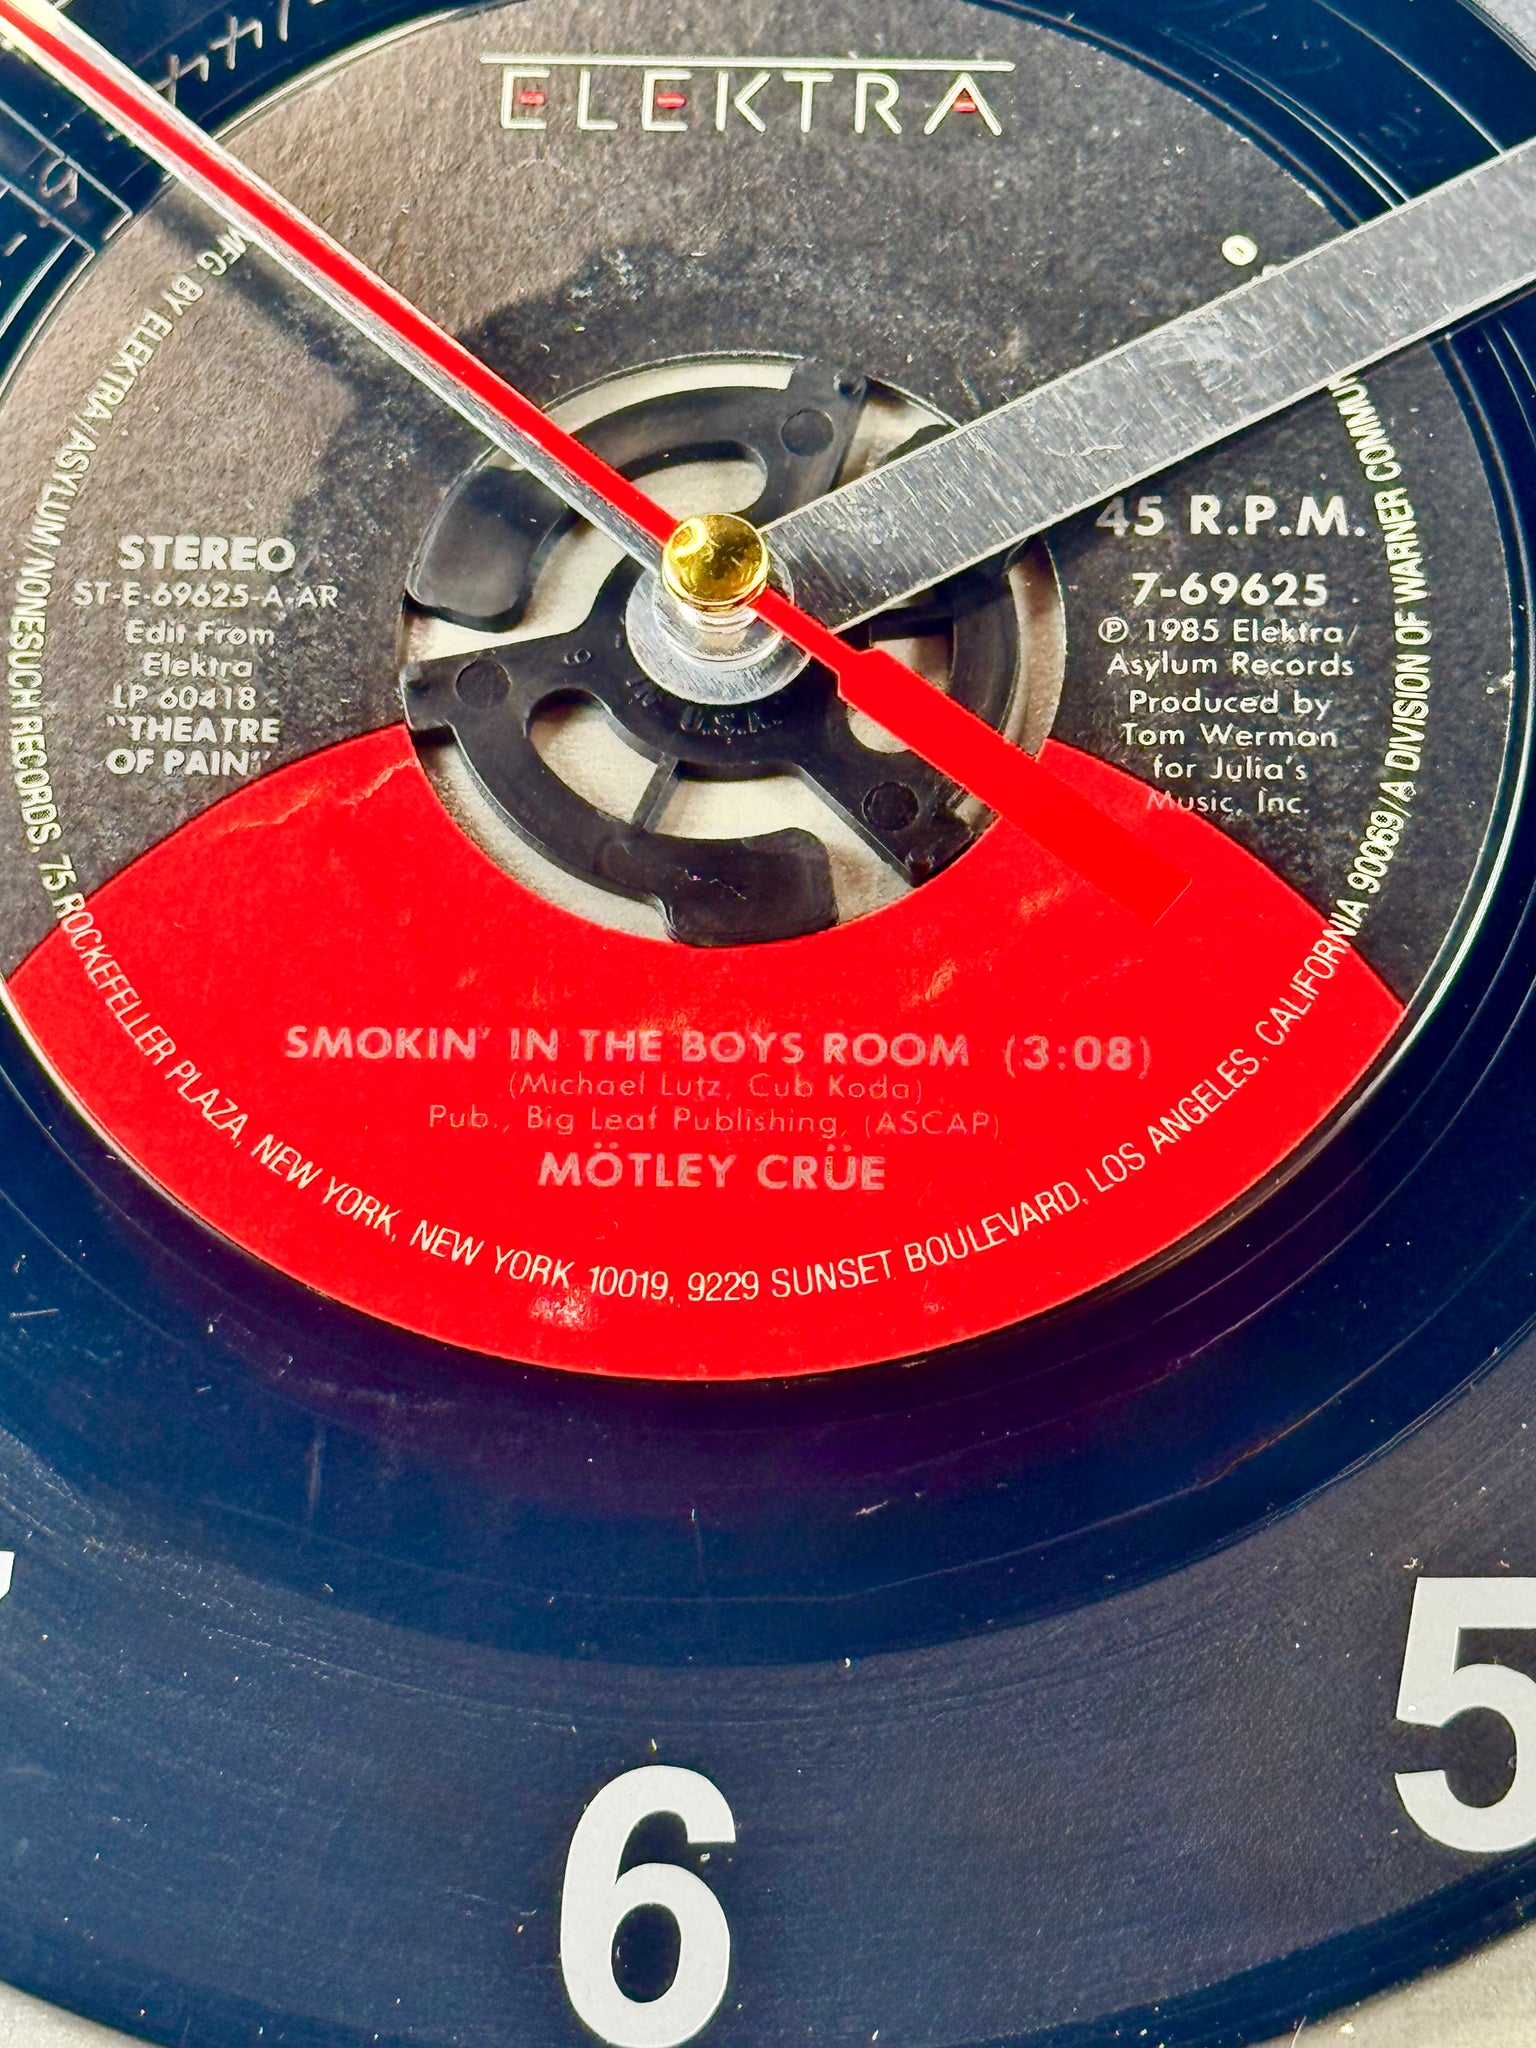 ELEKTRA
STEREO
ST-E-69625-A-AR
Edit From
Elektra
LP 60418 -
"THEATRE
OF PAIN"
45 R.P.M.
7-69625
℗ 1985 Elektra/
Asylum Records
Produced by
Tom Werman
for Julia's
Music, Inc.
SMOKIN' IN THE BOYS ROOM (3:08)
(Michael Lutz, Cub Koda)
Pub., Big Leaf Publishing, (ASCAP)
MÖTLEY CRÜE
MFG. BY ELEKTRA/ASYLUM/NONESUCH RECORDS, 75 ROCKEFELLER PLAZA, NEW YORK, NEW YORK 10019, 9229 SUNSET BOULEVARD, LOS ANGELES, CALIFORNIA 90069/A DIVISION OF WARNER
U.S.A.
5
6